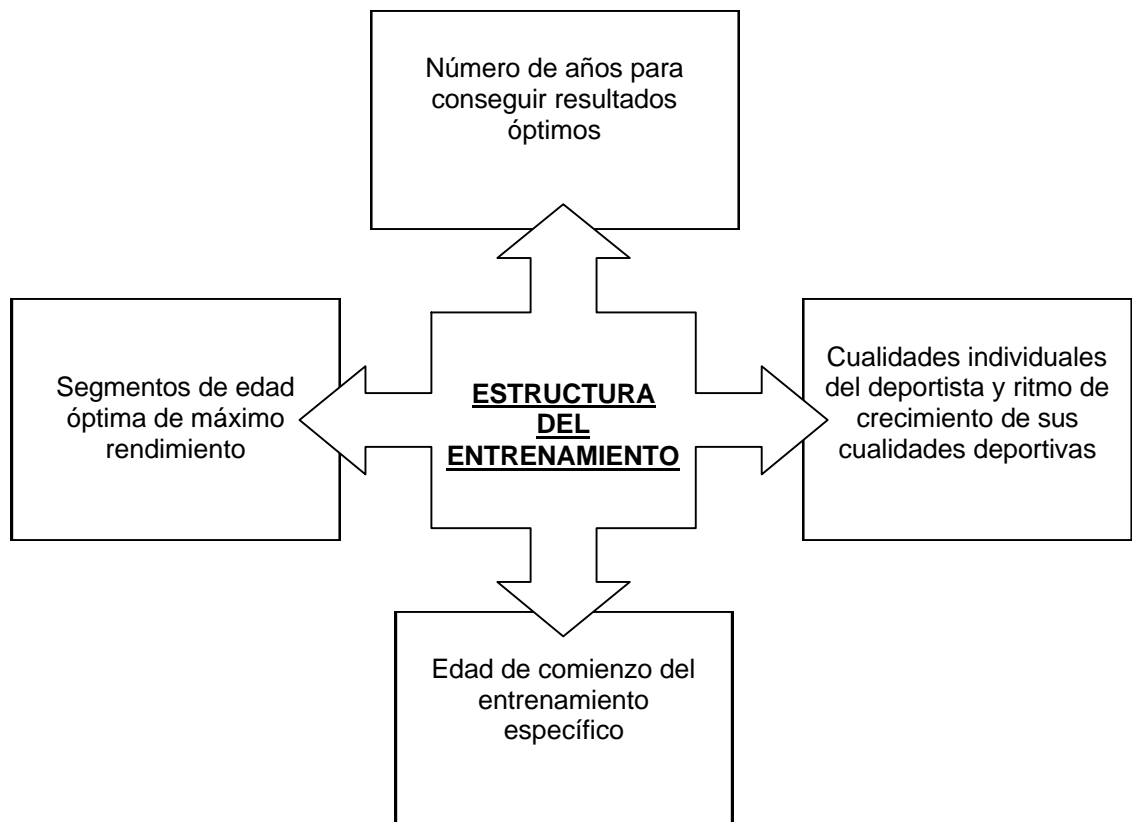 Número de años para
conseguir resultados
óptimos
Segmentos de edad
óptima de máximo
rendimiento
ESTRUCTURA
DEL
ENTRENAMIENTO
Cualidades individuales
del deportista y ritmo de
crecimiento de sus
cualidades deportivas
Edad de comienzo del
entrenamiento
específico